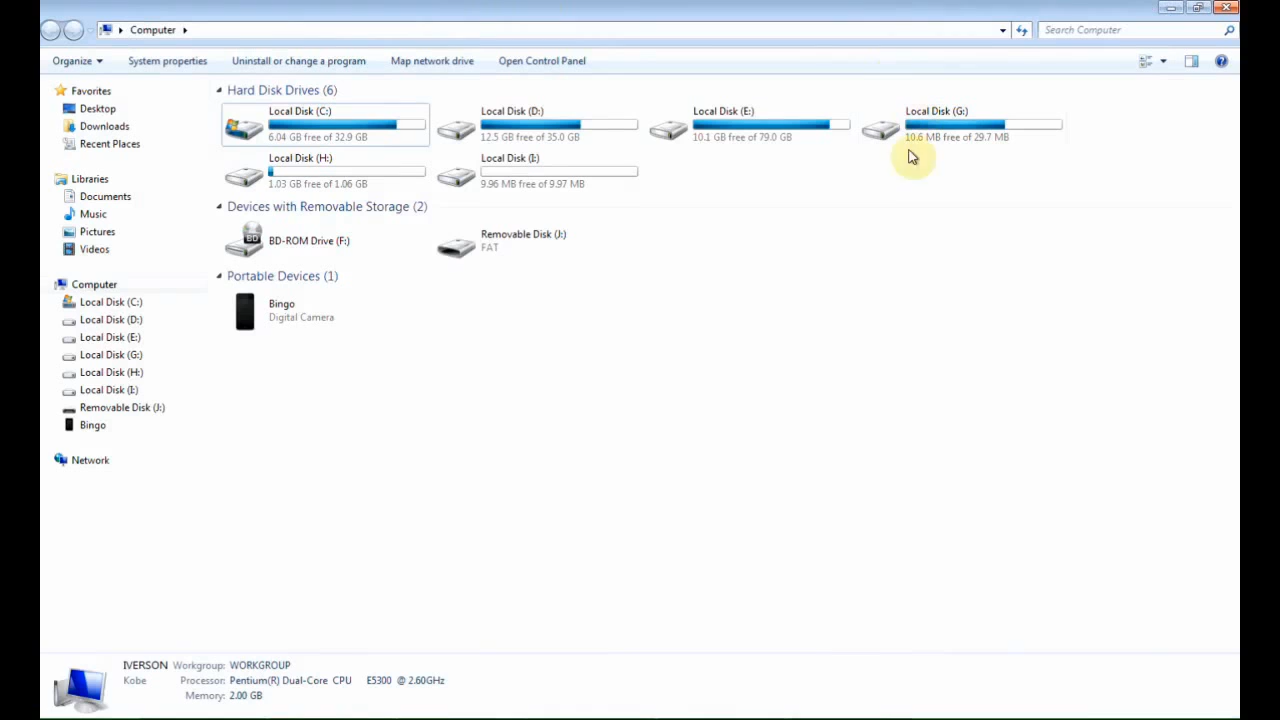 Computer
Search Computer
Organize System properties Uninstall or change a program Map network drive Open Control Panel
Favorites
Desktop
Downloads
Recent Places
Libraries
Documents
Music
Pictures
Videos
Computer
Local Disk (C:)
Local Disk (D:)
Local Disk (E:)
Local Disk (G:)
Local Disk (H:)
Local Disk (I:)
Removable Disk (J:)
Bingo
Network
Hard Disk Drives (6)
Local Disk (C:)
6.04 GB free of 32.9 GB
Local Disk (D:)
12.5 GB free of 35.0 GB
Local Disk (E:)
10.1 GB free of 79.0 GB
Local Disk (G:)
10.6 MB free of 29.7 MB
Local Disk (H:)
1.03 GB free of 1.06 GB
Local Disk (I:)
9.96 MB free of 9.97 MB
Devices with Removable Storage (2)
BD
BD-ROM Drive (F:)
Removable Disk (J:)
FAT
Portable Devices (1)
Bingo
Digital Camera
IVERSON Workgroup: WORKGROUP
Kobe Processor: Pentium(R) Dual-Core CPU E5300 @ 2.60GHz
Memory: 2.00 GB